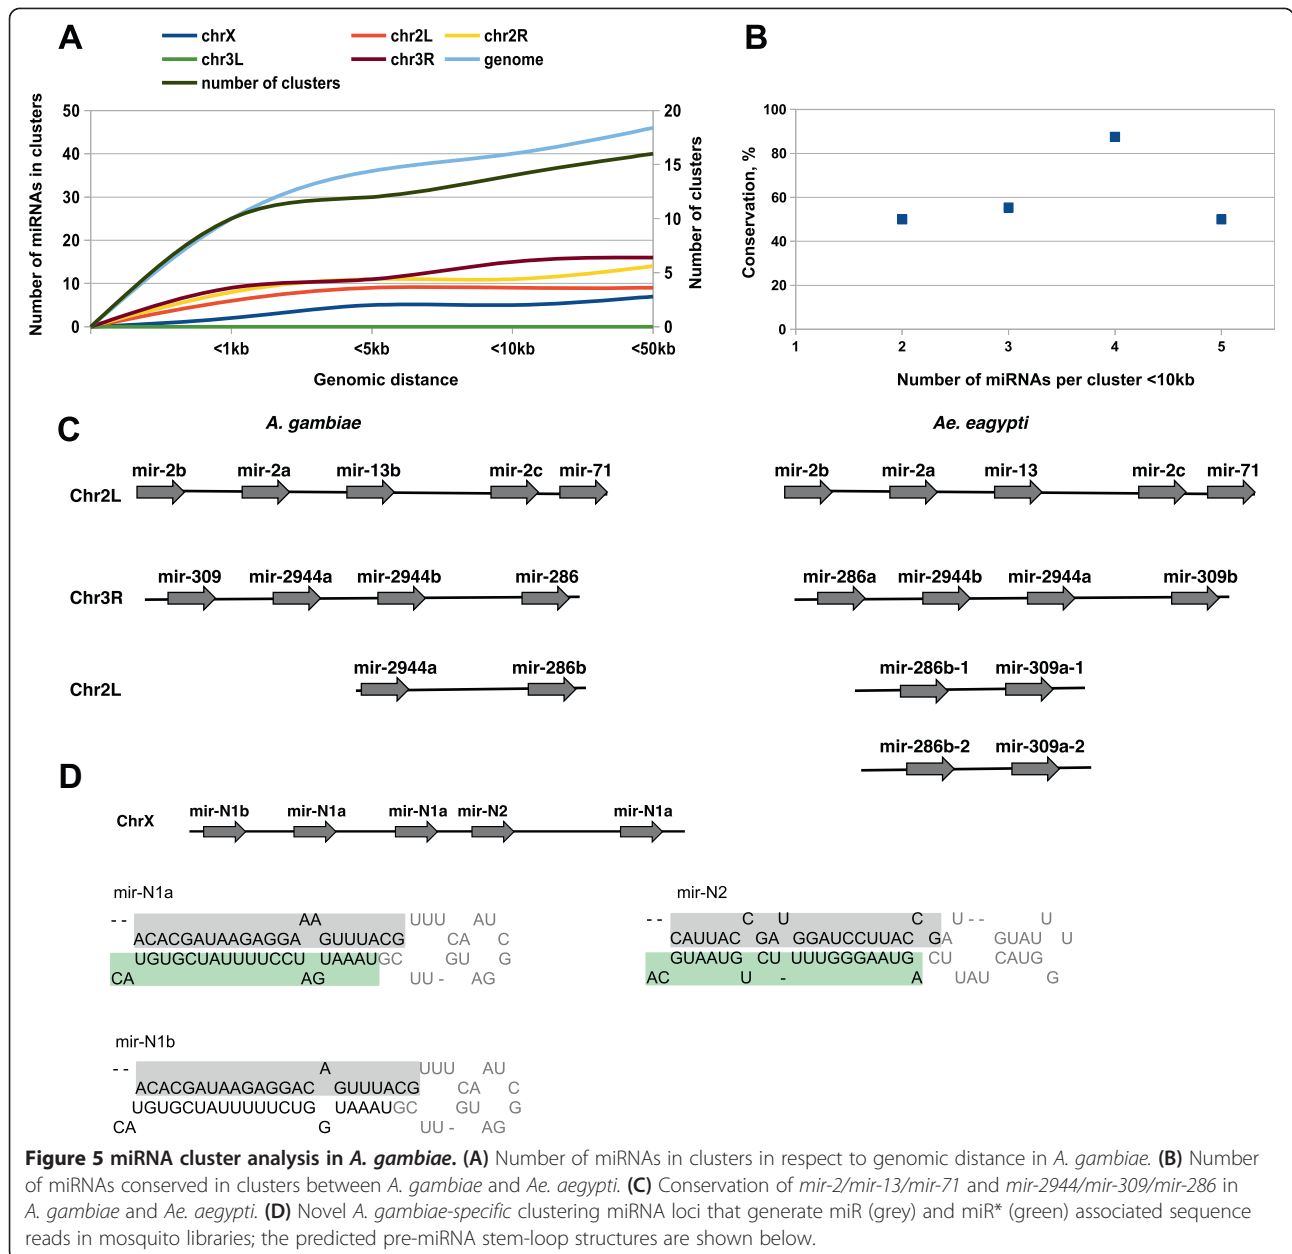 A
chrX chr2L chr2R
chr3L chr3R genome
number of clusters
Number of miRNAs in clusters
50
40
30
20
10
0
20
15
10
5
0
Number of clusters
<1kb <5kb <10kb <50kb
Genomic distance
B
Conservation, %
100
80
60
40
20
0
1 2 3 4 5
Number of miRNAs per cluster <10kb
C
A. gambiae
Ae. eagypti
mir-2b mir-2a mir-13b mir-2c mir-71
Chr2L
mir-2b mir-2a mir-13 mir-2c mir-71
mir-309 mir-2944a mir-2944b mir-286
Chr3R
mir-286a mir-2944b mir-2944a mir-309b
mir-2944a mir-286b
Chr2L
mir-286b-1 mir-309a-1
mir-286b-2 mir-309a-2
D
mir-N1b mir-N1a mir-N1a mir-N2 mir-N1a
ChrX
mir-N1a
-- AA UUU AU
ACACGAUAAGAGGA GUUUACG CA C
UGUGCUAUUUUCCU UAAAUGC GU G
CA AG UU- AG
mir-N2
-- C U C U-- U
CAUUAC GA GGAUCCUUAC GA GUAU U
GUAAUG CU UUUGGGAAUG CU CAUG
AC U - A UAU G
mir-N1b
-- A UUU AU
ACACGAUAAGAGGAC GUUUACG CA C
UGUGCUAUUUUUCUG UAAAUGC GU G
CA G UU- AG
Figure 5 miRNA cluster analysis in A. gambiae. (A) Number of miRNAs in clusters in respect to genomic distance in A. gambiae. (B) Number
of miRNAs conserved in clusters between A. gambiae and Ae. aegypti. (C) Conservation of mir-2/mir-13/mir-71 and mir-2944/mir-309/mir-286 in
A. gambiae and Ae. aegypti. (D) Novel A. gambiae-specific clustering miRNA loci that generate miR (grey) and miR* (green) associated sequence
reads in mosquito libraries; the predicted pre-miRNA stem-loop structures are shown below.